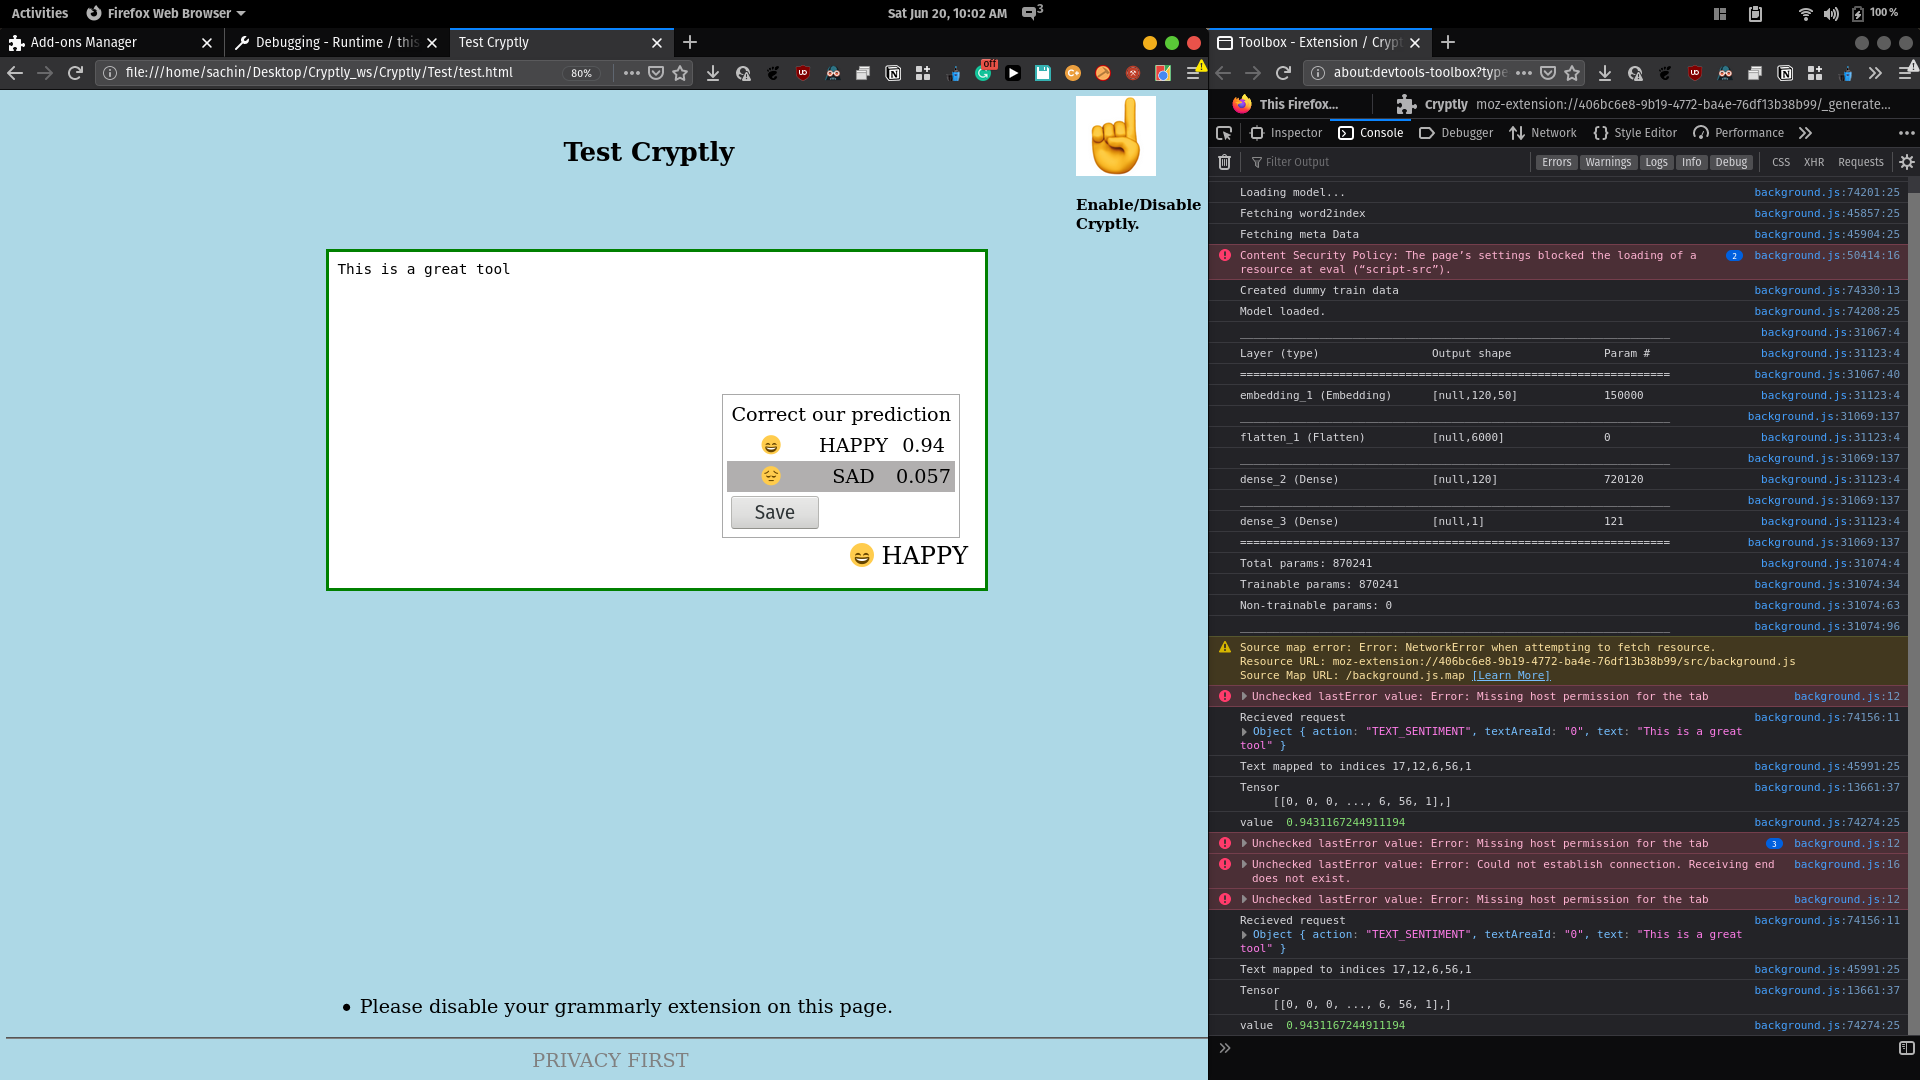 Activities
Firefox Web Browser
Sat Jun 20, 10:02 AM
3
100 %
Add-ons Manager
Debugging - Runtime / this
Test Cryptly
Toolbox - Extension / Crypt
file:///home/sachin/Desktop/Cryptly_ws/Cryptly/Test/test.html
80%
off
about:devtools-toolbox?type
This Firefox...
Cryptly moz-extension://406bc6e8-9b19-4772-ba4e-76df13b38b99/_generate...
Inspector
Console
Debugger
Network
Style Editor
Performance
Filter Output
Errors
Warnings
Logs
Info
Debug
CSS
XHR
Requests
Test Cryptly
Enable/Disable
Cryptly.
This is a great tool
Correct our prediction
HAPPY 0.94
SAD 0.057
Save
HAPPY
Please disable your grammarly extension on this page.
PRIVACY FIRST
Loading model... background.js:74201:25
Fetching word2index background.js:45857:25
Fetching meta Data background.js:45904:25
Content Security Policy: The page’s settings blocked the loading of a 2 background.js:50414:16
resource at eval (“script-src”).
Created dummy train data background.js:74330:13
Model loaded. background.js:74208:25
_________________________________________________________________ background.js:31067:4
Layer (type) Output shape Param # background.js:31123:4
================================================================= background.js:31067:40
embedding_1 (Embedding) [null,120,50] 150000 background.js:31123:4
_________________________________________________________________ background.js:31069:137
flatten_1 (Flatten) [null,6000] 0 background.js:31123:4
_________________________________________________________________ background.js:31069:137
dense_2 (Dense) [null,120] 720120 background.js:31123:4
_________________________________________________________________ background.js:31069:137
dense_3 (Dense) [null,1] 121 background.js:31123:4
================================================================= background.js:31069:137
Total params: 870241 background.js:31074:4
Trainable params: 870241 background.js:31074:34
Non-trainable params: 0 background.js:31074:63
_________________________________________________________________ background.js:31074:96
Source map error: Error: NetworkError when attempting to fetch resource.
Resource URL: moz-extension://406bc6e8-9b19-4772-ba4e-76df13b38b99/src/background.js
Source Map URL: /background.js.map [Learn More]
Unchecked lastError value: Error: Missing host permission for the tab background.js:12
Recieved request background.js:74156:11
Object { action: "TEXT_SENTIMENT", textAreaId: "0", text: "This is a great
tool" }
Text mapped to indices 17,12,6,56,1 background.js:45991:25
Tensor background.js:13661:37
[[0, 0, 0, ..., 6, 56, 1],]
value 0.9431167244911194 background.js:74274:25
Unchecked lastError value: Error: Missing host permission for the tab 3 background.js:12
Unchecked lastError value: Error: Could not establish connection. Receiving end background.js:16
does not exist.
Unchecked lastError value: Error: Missing host permission for the tab background.js:12
Recieved request background.js:74156:11
Object { action: "TEXT_SENTIMENT", textAreaId: "0", text: "This is a great
tool" }
Text mapped to indices 17,12,6,56,1 background.js:45991:25
Tensor background.js:13661:37
[[0, 0, 0, ..., 6, 56, 1],]
value 0.9431167244911194 background.js:74274:25